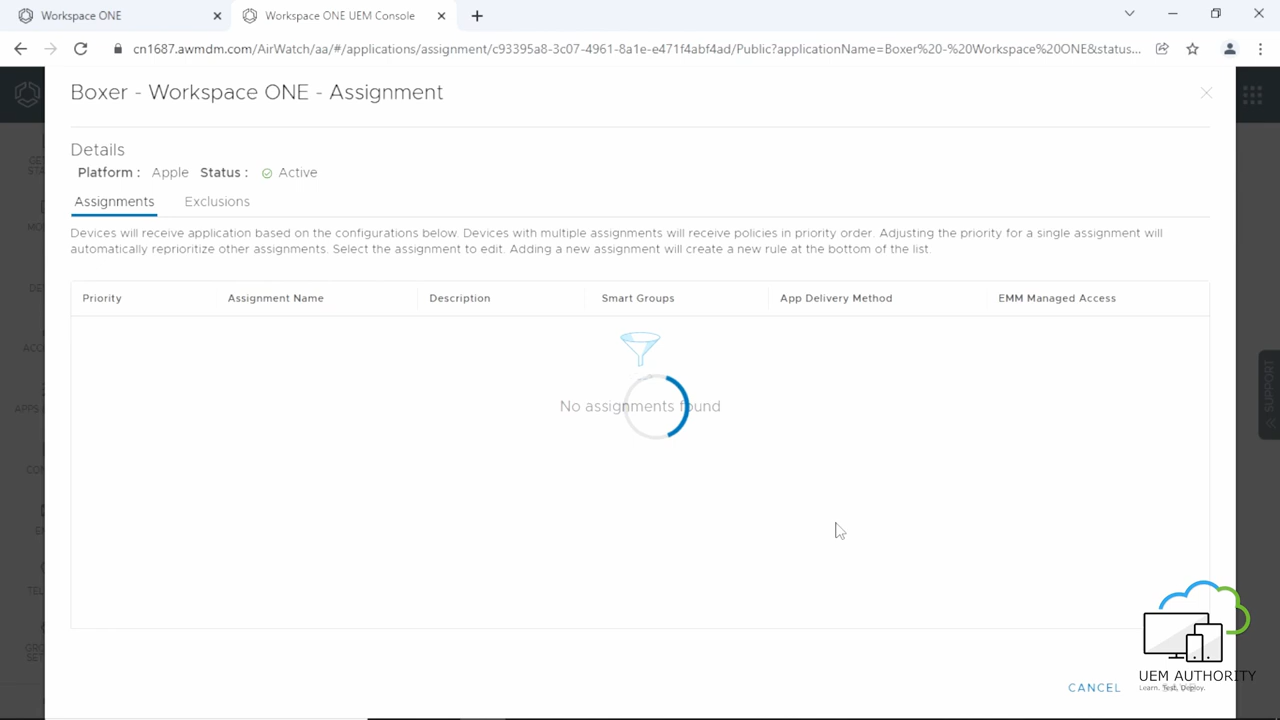 Workspace ONE
Workspace ONE UEM Console
cn1687.awmdm.com/AirWatch/aa/#/applications/assignment/c93395a8-3c07-4961-8a1e-e471f4abf4ad/Public?applicationName=Boxer%20-%20Workspace%20ONE&status...
Boxer - Workspace ONE - Assignment
Details
Platform : Apple Status : Active
Assignments Exclusions
Devices will receive application based on the configurations below. Devices with multiple assignments will receive policies in priority order. Adjusting the priority for a single assignment will
automatically reprioritize other assignments. Select the assignment to edit. Adding a new assignment will create a new rule at the bottom of the list.
Priority Assignment Name Description Smart Groups App Delivery Method EMM Managed Access
No assignments found
SUPPORT
CANCEL
UEM AUTHORITY
Learn. Test. Deploy.